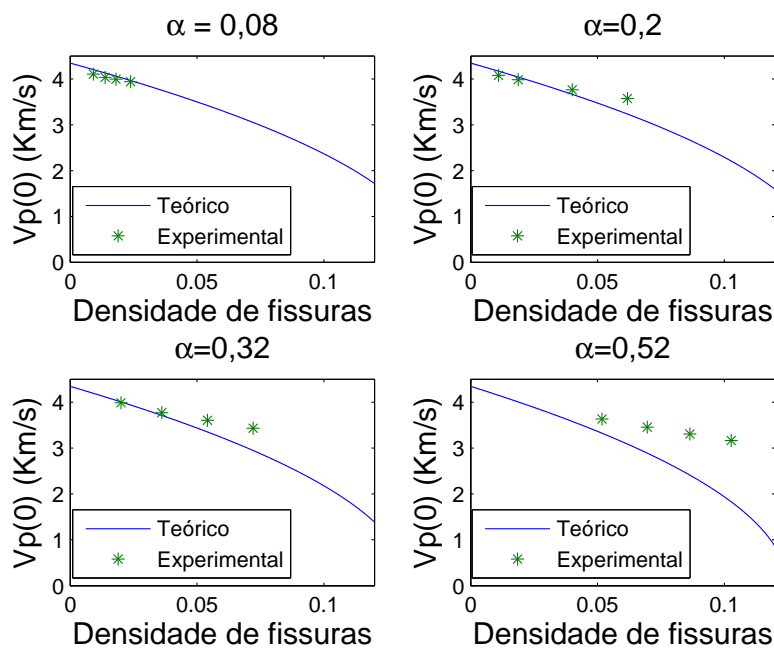 α = 0,08
Vp(0) (Km/s)
4
3
2
1
0
Teórico
Experimental
0 0.05 0.1
Densidade de fissuras
α=0,2
Vp(0) (Km/s)
4
3
2
1
0
Teórico
Experimental
0 0.05 0.1
Densidade de fissuras
α=0,32
Vp(0) (Km/s)
4
3
2
1
0
Teórico
Experimental
0 0.05 0.1
Densidade de fissuras
α=0,52
Vp(0) (Km/s)
4
3
2
1
0
Teórico
Experimental
0 0.05 0.1
Densidade de fissuras